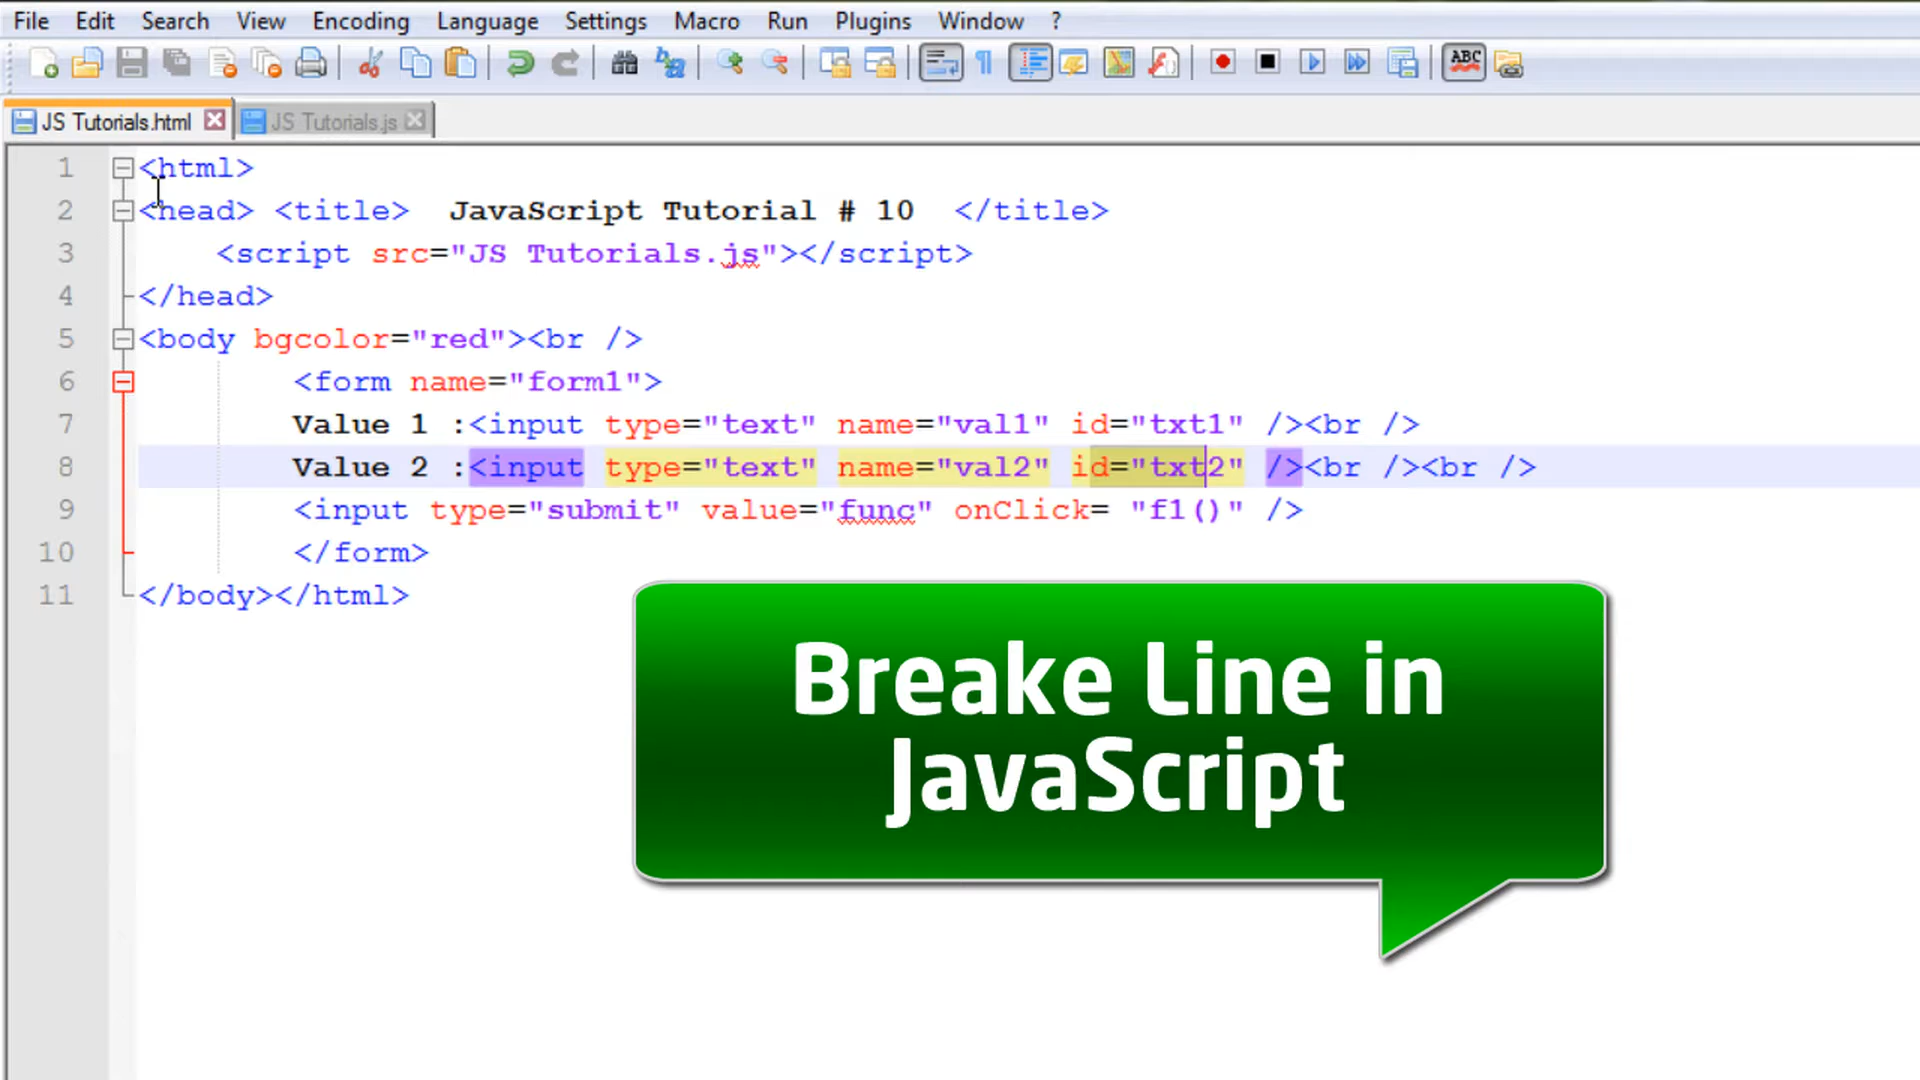 File Edit Search View Encoding Language Settings Macro Run Plugins Window ?
ABC
JS Tutorials.html JS Tutorials.js
1 <html>
2 <head> <title>  JavaScript Tutorial # 10  </title>
3     <script src="JS Tutorials.js"></script>
4 </head>
5 <body bgcolor="red"><br />
6         <form name="form1">
7         Value 1 :<input type="text" name="val1" id="txt1" /><br />
8         Value 2 :<input type="text" name="val2" id="txt2" /><br /><br />
9         <input type="submit" value="func" onClick= "f1()" />
10         </form>
11 </body></html>
Breake Line in
JavaScript